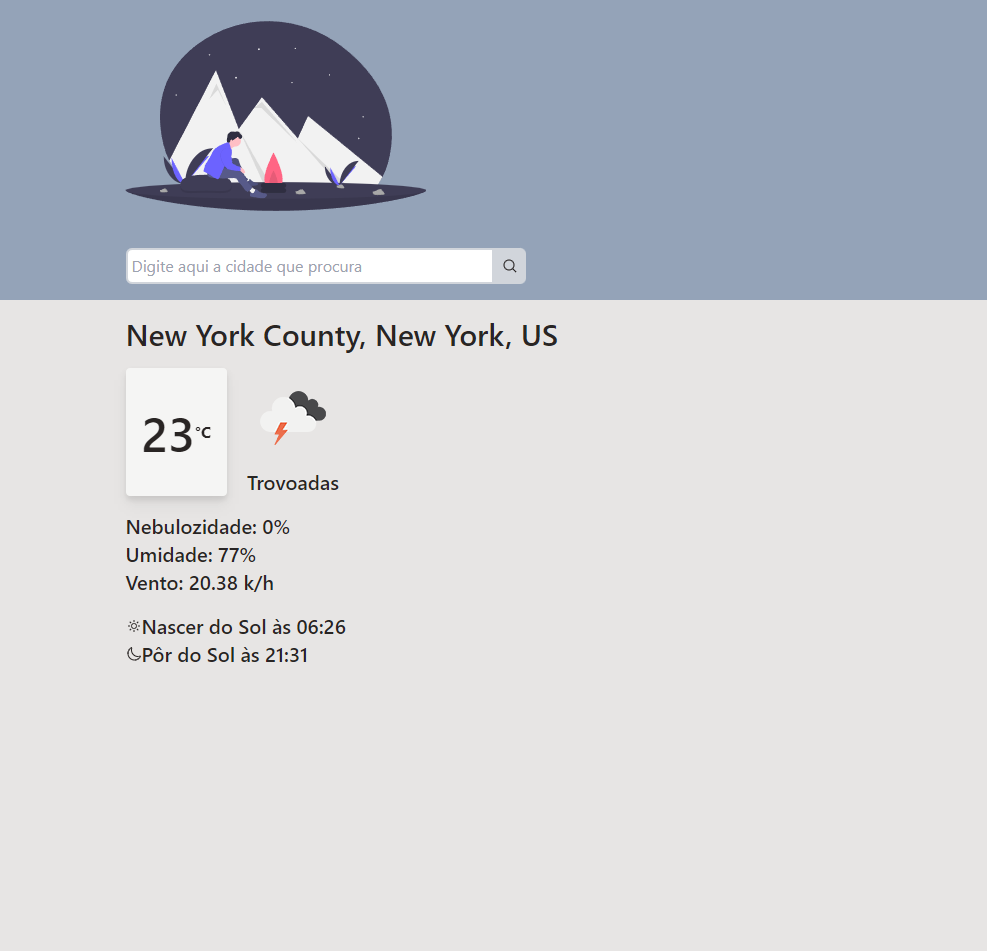 Digite aqui a cidade que procura
New York County, New York, US
23°C
Trovoadas
Nebulozidade: 0%
Umidade: 77%
Vento: 20.38 k/h
Nascer do Sol às 06:26
Pôr do Sol às 21:31